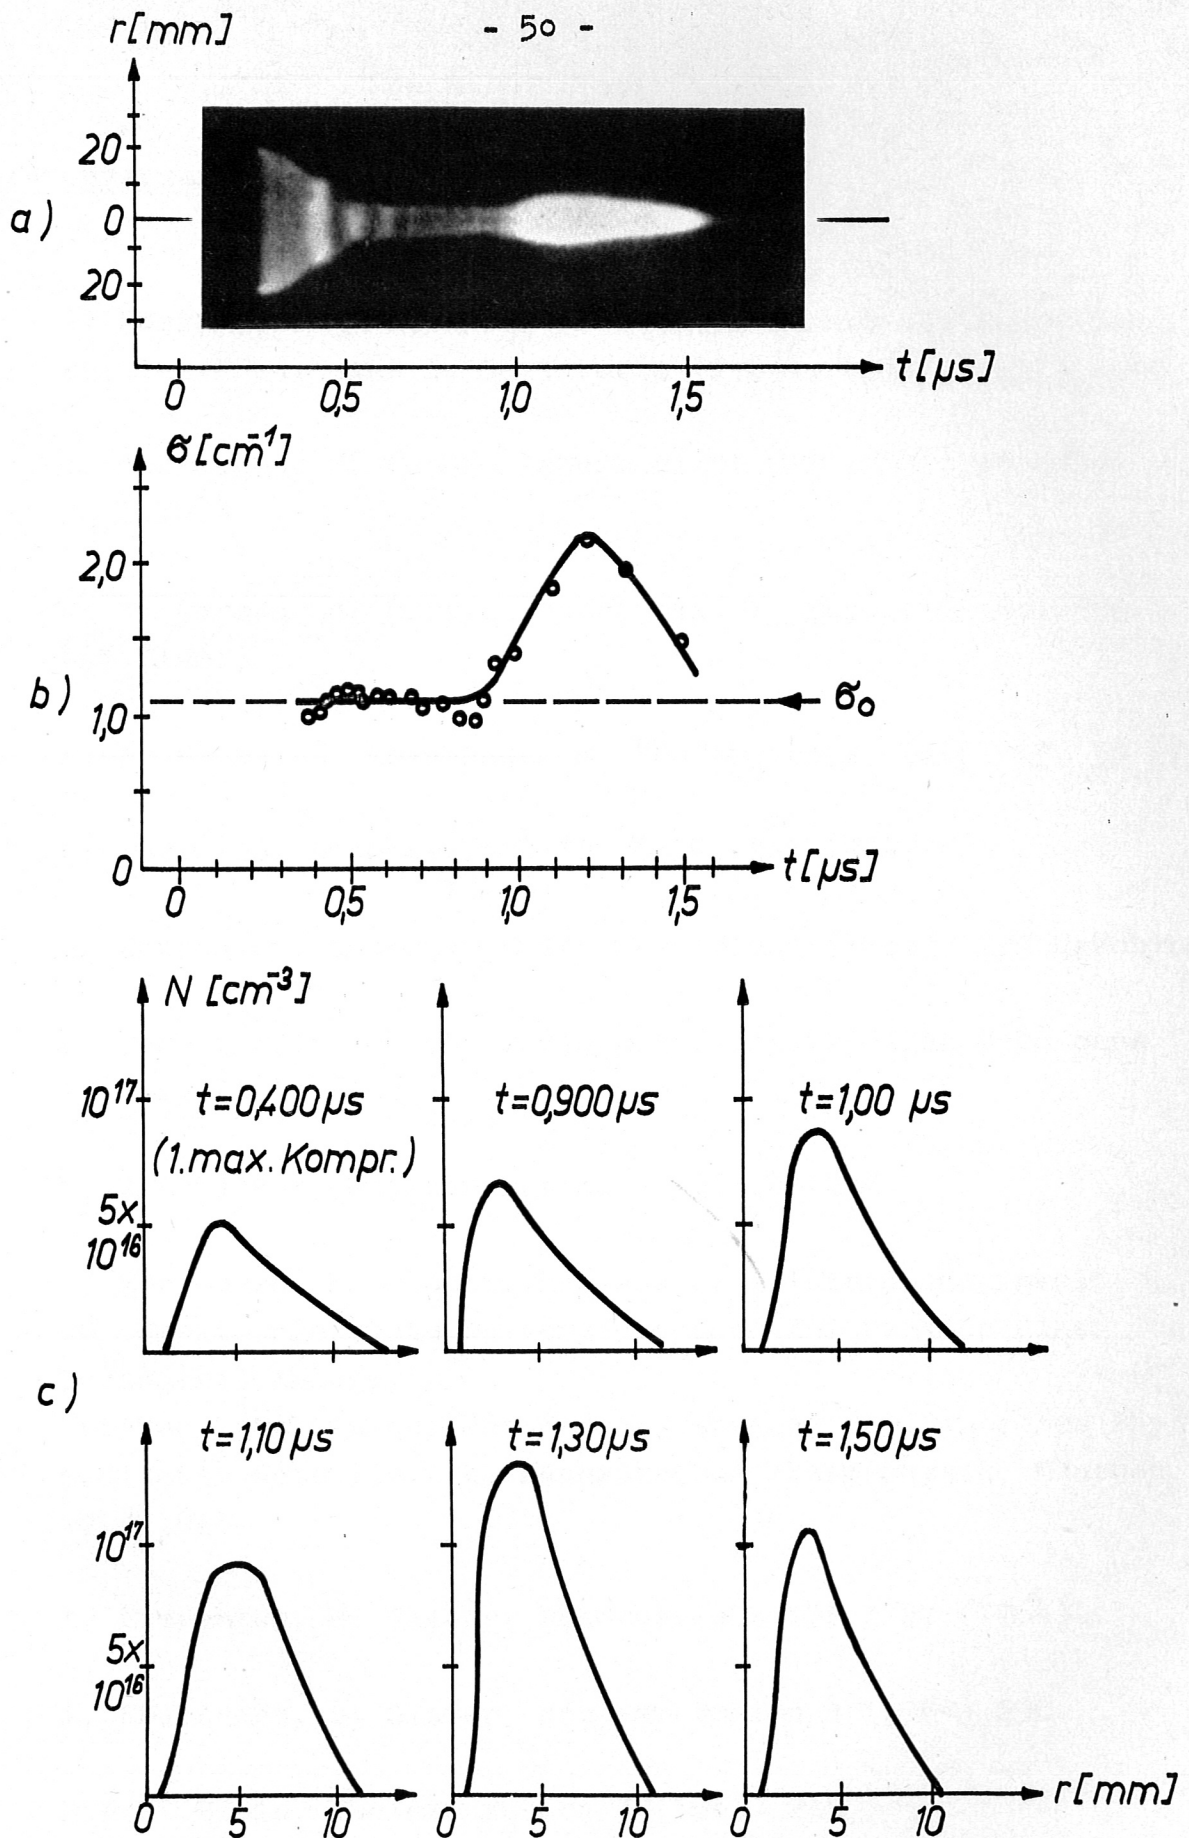 - 50 -
r[mm]
20
0
20
a)
0 0,5 1,0 1,5 t[µs]
σ[cm⁻¹]
2,0
b) 1,0 σ₀
0
0 0,5 1,0 1,5 t[µs]
N [cm⁻³]
10¹⁷ t=0,400µs t=0,900µs t=1,00 µs
(1.max.Kompr.)
5x
10¹⁶
c)
t=1,10µs t=1,30µs t=1,50µs
10¹⁷
5x
10¹⁶
0 5 10 0 5 10 0 5 10 r[mm]